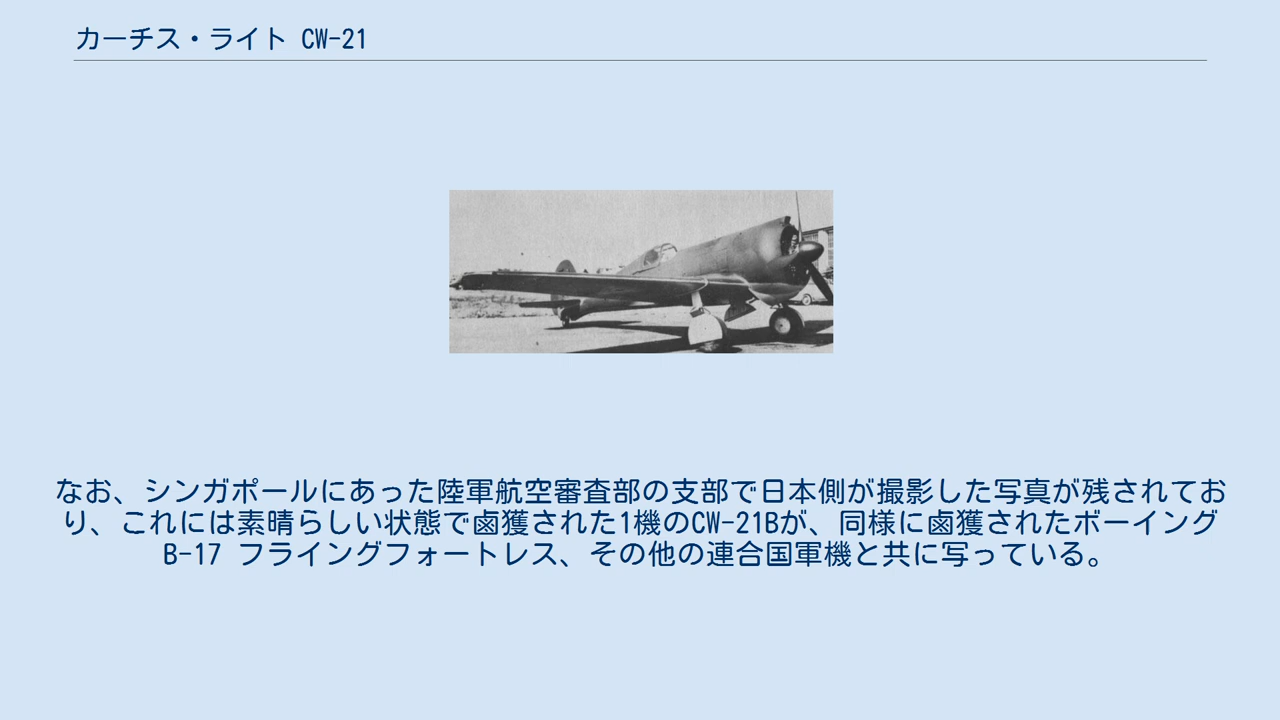 カーチス・ライト CW-21
なお、シンガポールにあった陸軍航空審査部の支部で日本側が撮影した写真が残されてお
り、これには素晴らしい状態で鹵獲された1機のCW-21Bが、同様に鹵獲されたボーイング
B-17 フライングフォートレス、その他の連合国軍機と共に写っている。